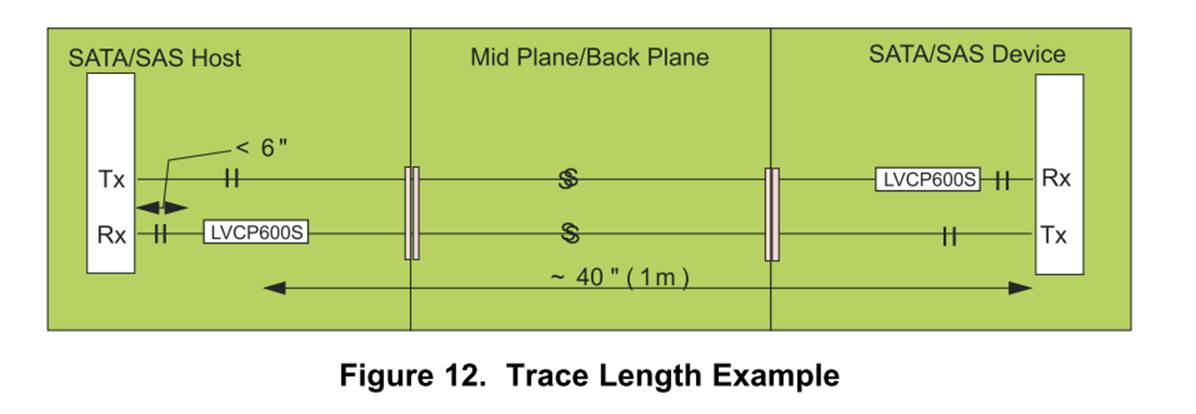 SATA/SAS Host
Mid Plane/Back Plane
SATA/SAS Device
< 6"
Tx
LVCP600S
Rx
Rx
LVCP600S
Tx
~ 40" (1m)
Figure 12. Trace Length Example